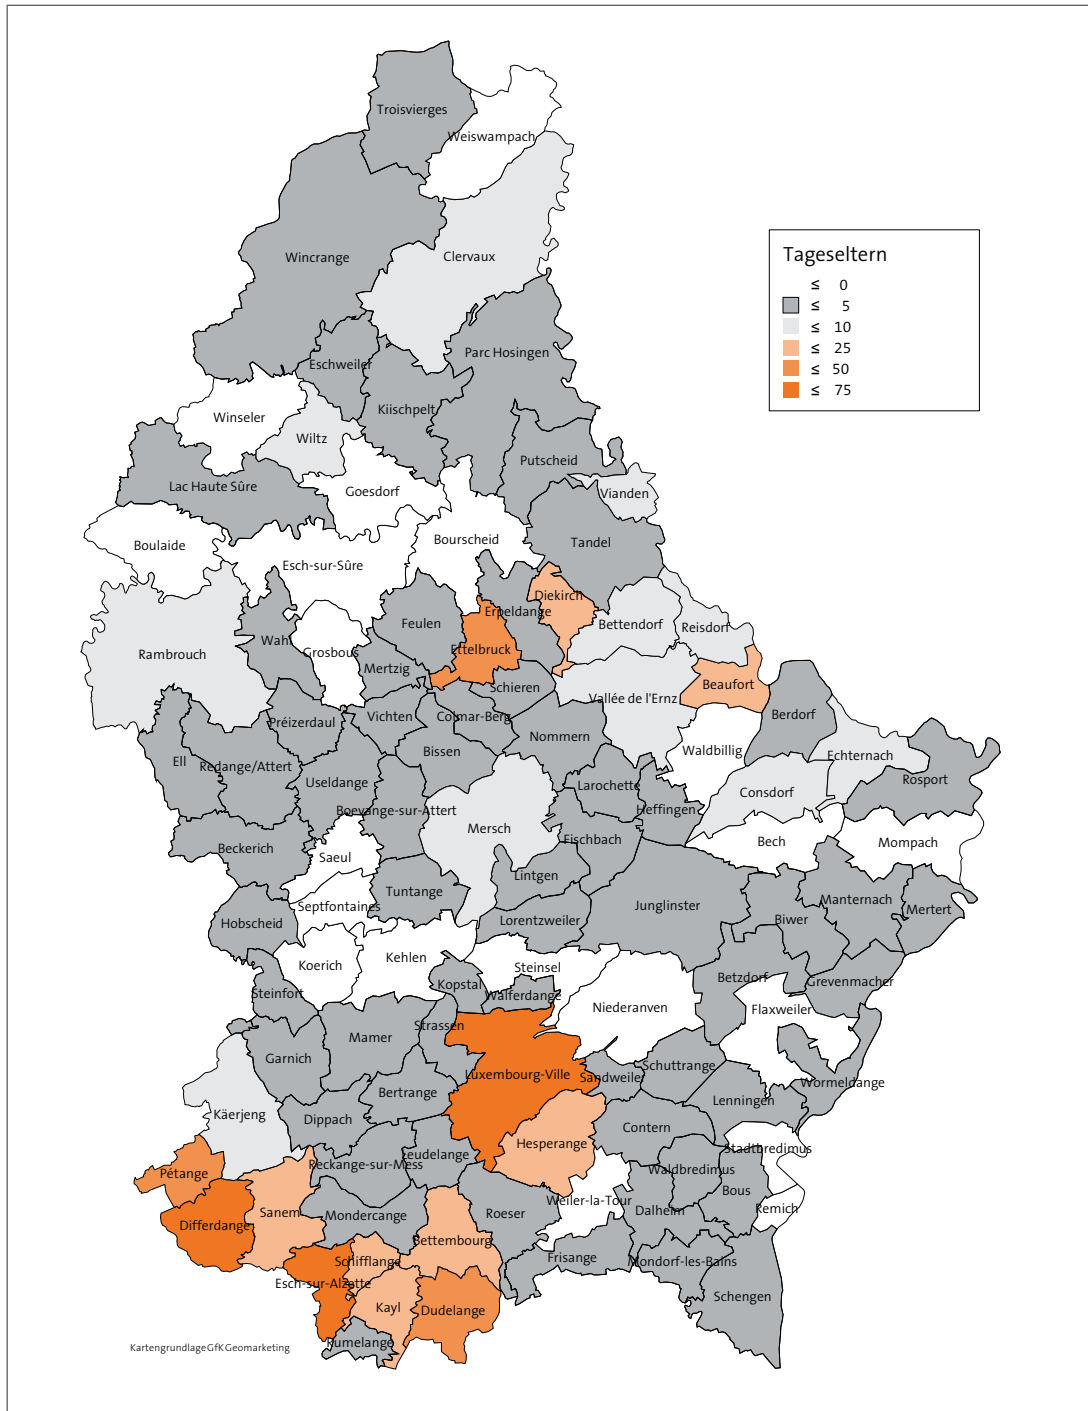 Troisvierges
Weiswampach
Wincrange
Clervaux
Tageseltern
≤ 0
≤ 5
≤ 10
≤ 25
≤ 50
≤ 75
Parc Hosingen
Eschweiler
Kiischpelt
Winseler
Wiltz
Putscheid
Lac Haute Sûre
Goesdorf
Vianden
Bourscheid
Tandel
Boulaide
Esch-sur-Sûre
Diekirch
Erpeldange
Feulen
Bettendorf
Reisdorf
Wahl
Grosbous
Ettelbruck
Rambrouch
Mertzig
Schieren
Beaufort
Vallée de l'Ernz
Préizerdaul
Vichten
Colmar-Berg
Berdorf
Nommern
Bissen
Waldbillig
Echternach
Ell
Redange/Attert
Useldange
Larochette
Rosport
Consdorf
Boevange-sur-Attert
Heffingen
Mersch
Fischbach
Beckerich
Saeul
Bech
Mompach
Lintgen
Tuntange
Septfontaines
Junglinster
Manternach
Mertert
Hobscheid
Lorentzweiler
Biwer
Kehlen
Koerich
Steinsel
Betzdorf
Grevenmacher
Kopstal
Steinfort
Walferdange
Niederanven
Flaxweiler
Strassen
Mamer
Garnich
Schuttrange
Luxembourg-Ville
Sandweiler
Wormeldange
Bertrange
Lenningen
Käerjeng
Dippach
Contern
Hesperange
Stadtbredimus
Leudelange
Reckange-sur-Mess
Waldbredimus
Pétange
Bous
Weiler-la-Tour
Remich
Dalheim
Sanem
Mondercange
Roeser
Differdange
Bettembourg
Frisange
Schifflange
Mondorf-les-Bains
Esch-sur-Alzette
Schengen
Kayl
Dudelange
Rumelange
KartengrundlageGfKGeomarketing